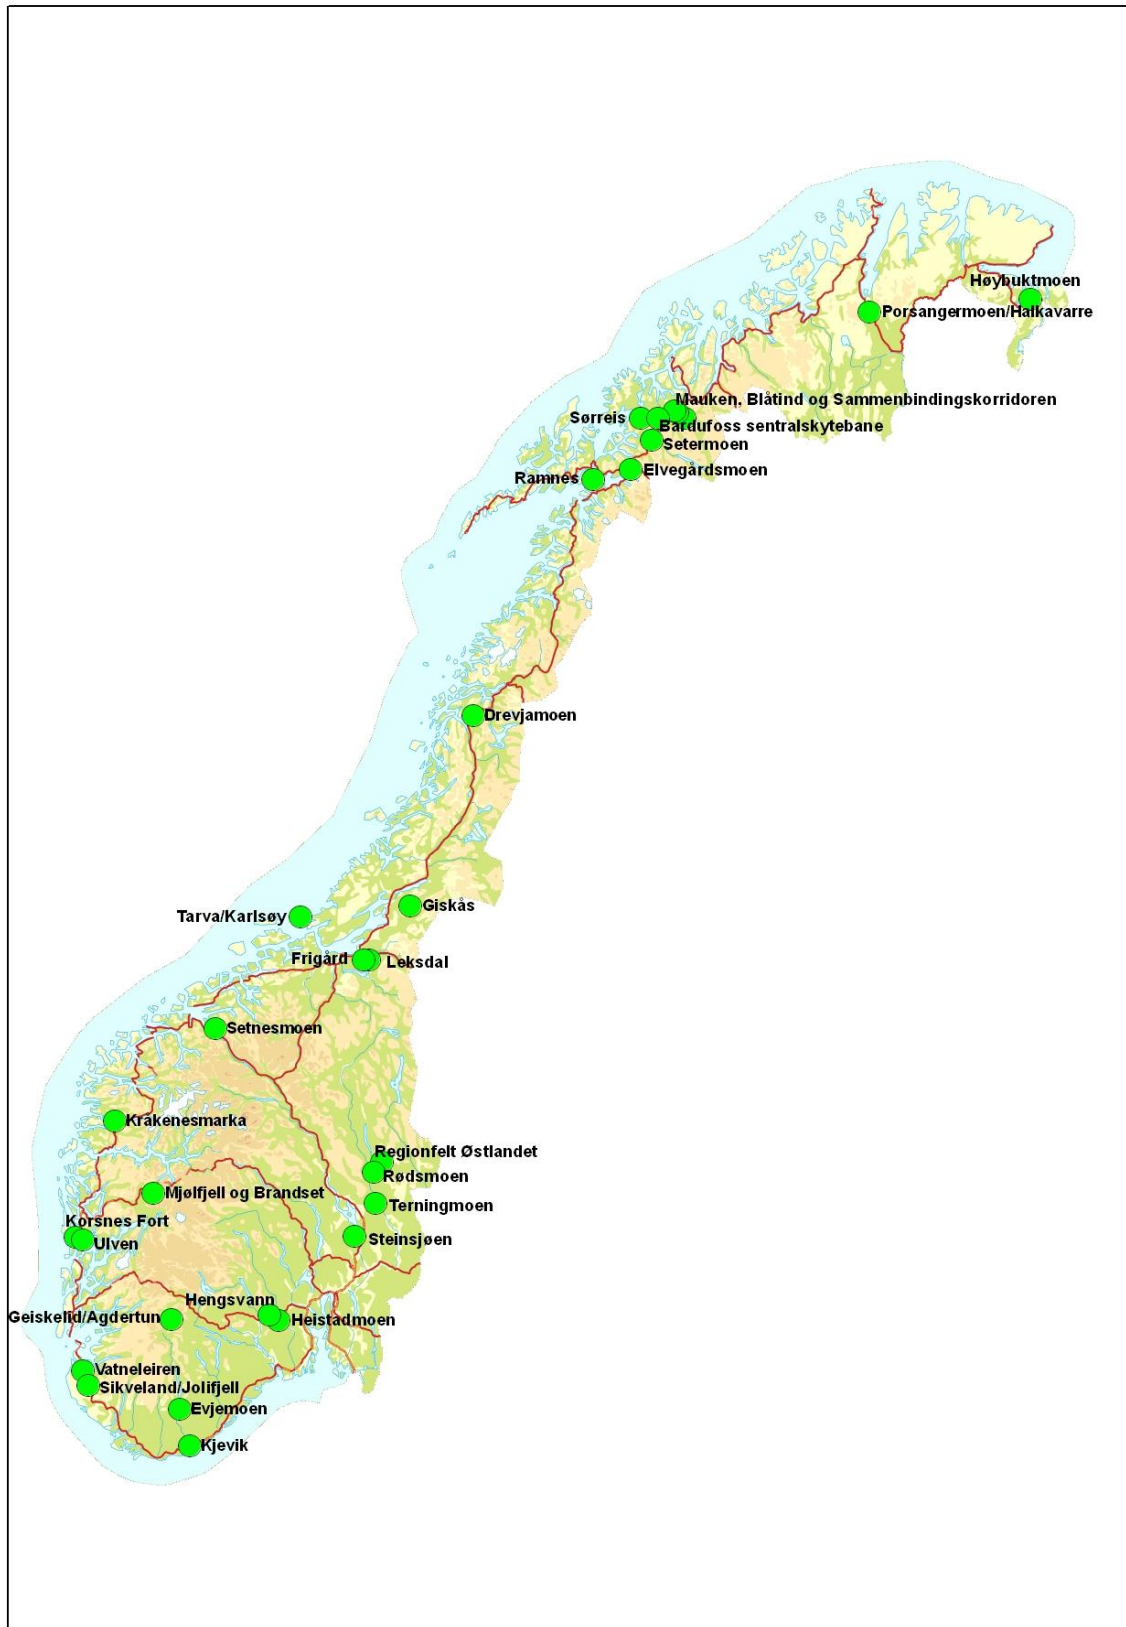 Høybuktmoen
Porsangermoen/Halkavarre
Mauken, Blåtind og Sammenbindingskorridoren
Sørreis
Bardufoss sentralskytebane
Setermoen
Elvegårdsmoen
Ramnes
Drevjamoen
Giskås
Tarva/Karlsøy
Frigård
Leksdal
Setnesmoen
Kråkenesmarka
Regionfelt Østlandet
Rødsmoen
Mjølfjell og Brandset
Terningmoen
Korsnes Fort
Ulven
Steinsjøen
Hengsvann
Geiskelid/Agdertun
Heistadmoen
Vatneleiren
Sikveland/Jolifjell
Evjemoen
Kjevik